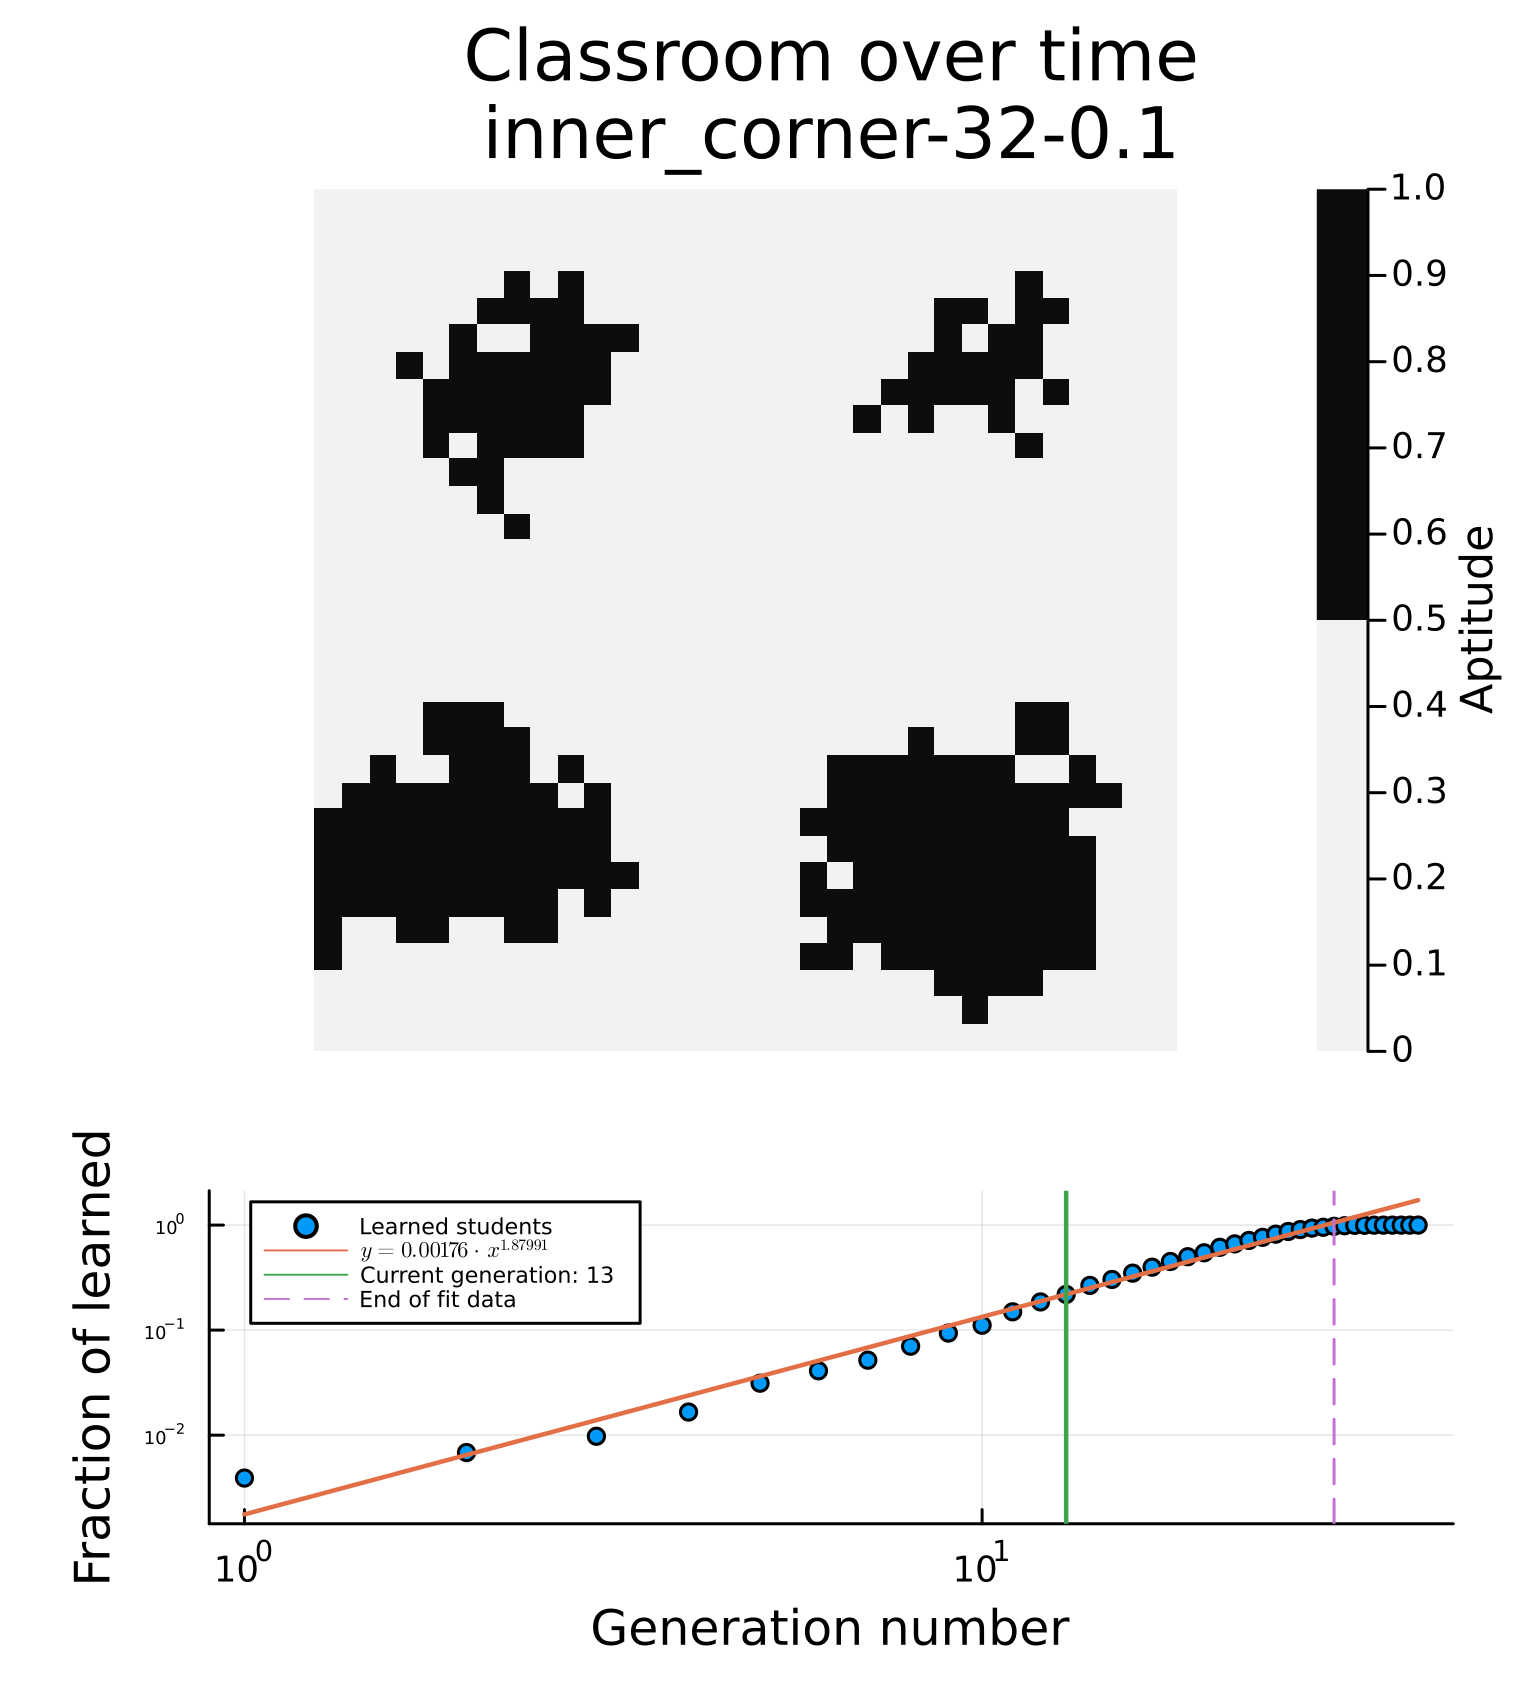 Classroom over time
inner_corner-32-0.1
1.0
0.9
0.8
0.7
0.6
0.5
0.4
0.3
0.2
0.1
0
Aptitude
Fraction of learned
10^0
10^-1
10^-2
Learned students
y = 0.00176 · x^1.87991
Current generation: 13
End of fit data
10^0
10^1
Generation number